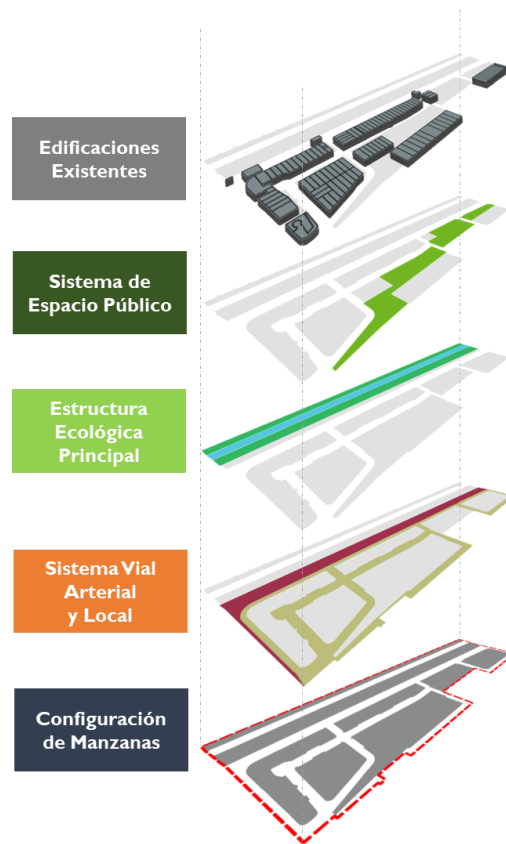 Edificaciones
Existentes
Sistema de
Espacio Público
Estructura
Ecológica
Principal
Sistema Vial
Arterial
y Local
Configuración
de Manzanas